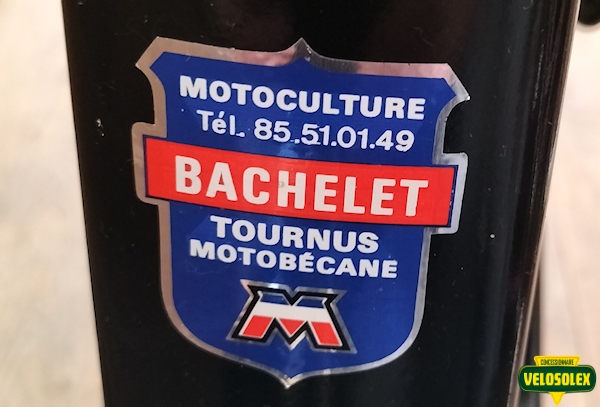 MOTOCULTURE
Tél. 85.51.01.49
BACHELET
TOURNUS
MOTOBÉCANE
M
CONCESSIONNAIRE
VELOSOLEX